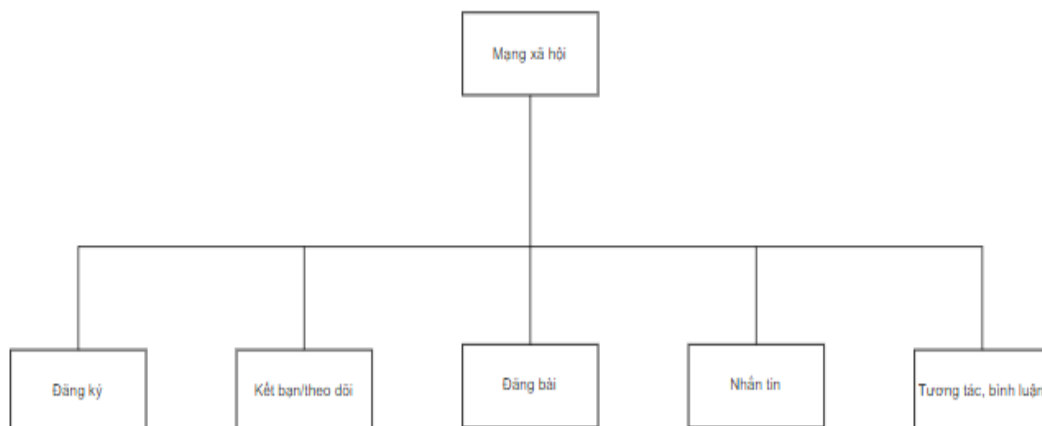 Mạng xã hội
Đăng ký
Kết bạn/theo dõi
Đăng bài
Nhắn tin
Tương tác, bình luận